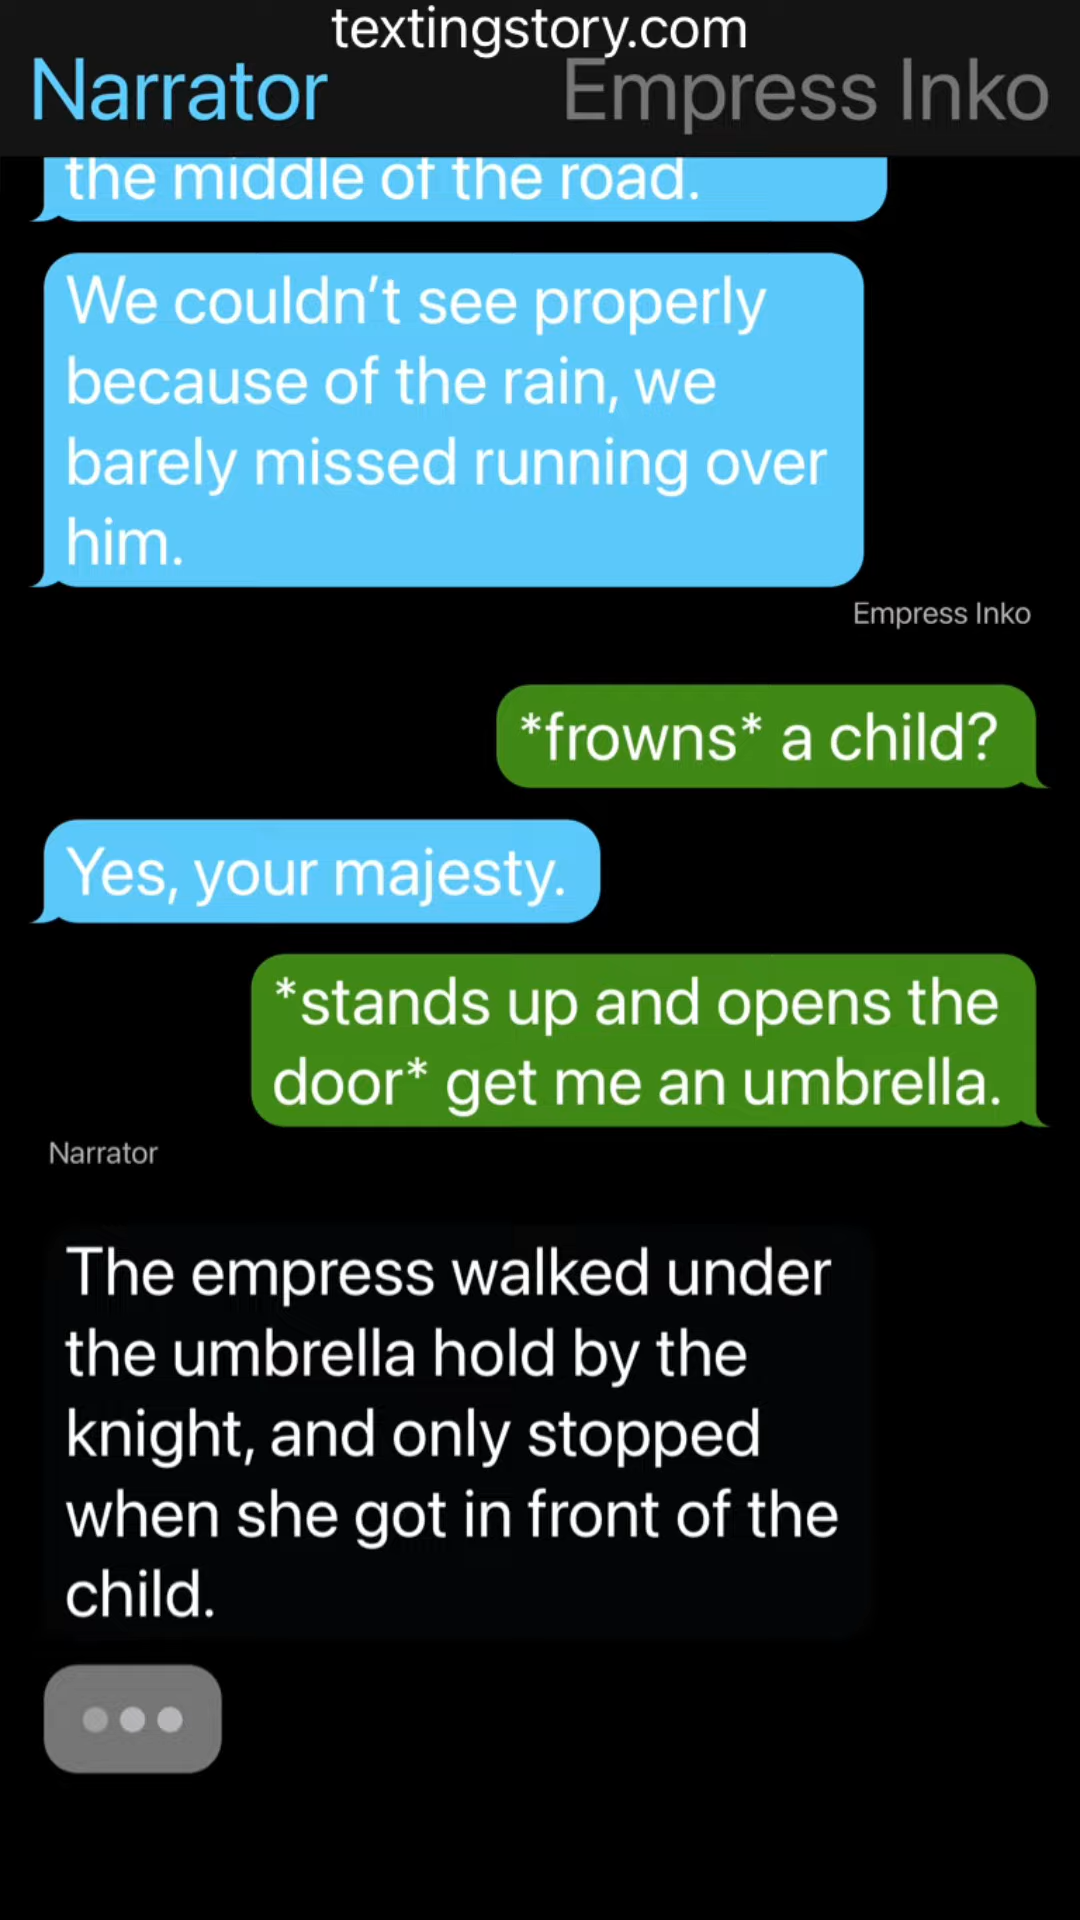 textingstory.com
Narrator Empress Inko
the middle of the road.
We couldn’t see properly
because of the rain, we
barely missed running over
him.
Empress Inko
*frowns* a child?
Yes, your majesty.
*stands up and opens the
door* get me an umbrella.
Narrator
The empress walked under
the umbrella hold by the
knight, and only stopped
when she got in front of the
child.